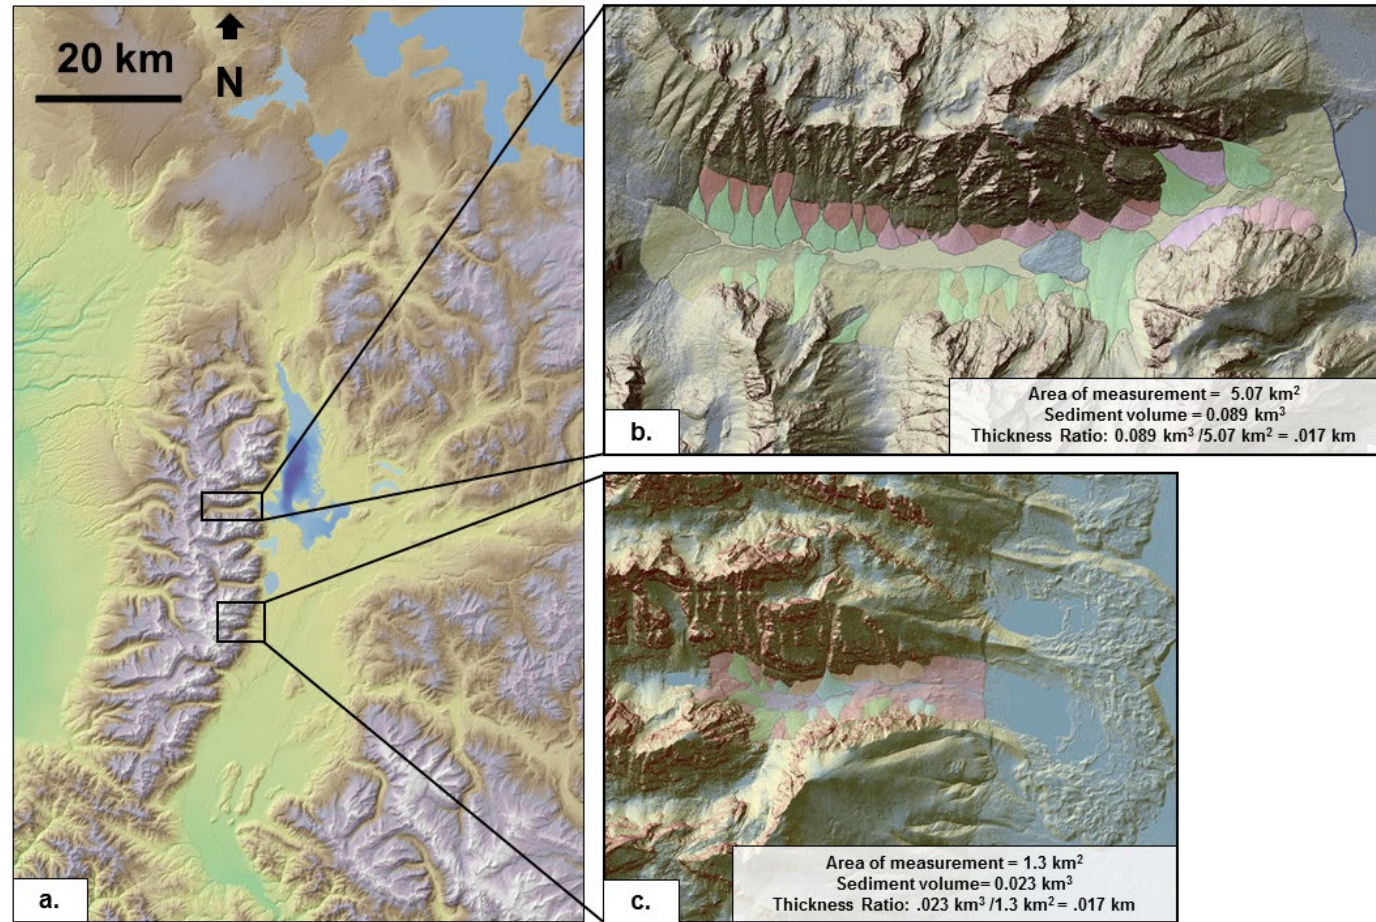 20 km
N
a.
b.
Area of measurement = 5.07 km²
Sediment volume = 0.089 km³
Thickness Ratio: 0.089 km³ /5.07 km² = .017 km
c.
Area of measurement = 1.3 km²
Sediment volume= 0.023 km³
Thickness Ratio: .023 km³ /1.3 km² = .017 km